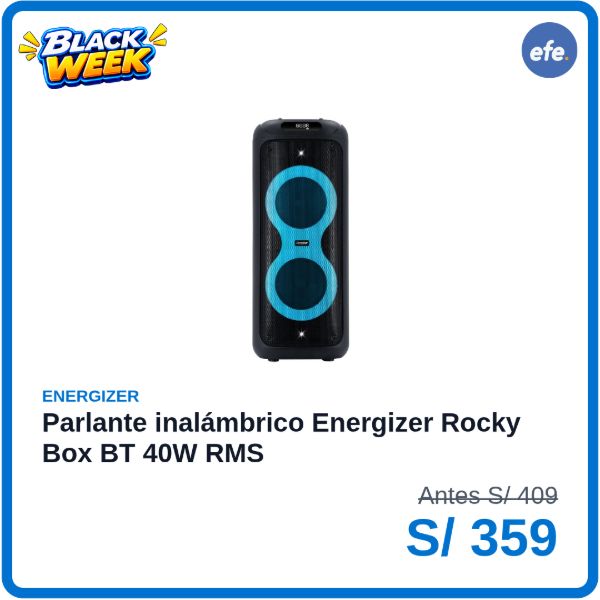 BLACK
WEEK
efe.
ENERGIZER
Parlante inalámbrico Energizer Rocky
Box BT 40W RMS
Antes S/ 409
S/ 359